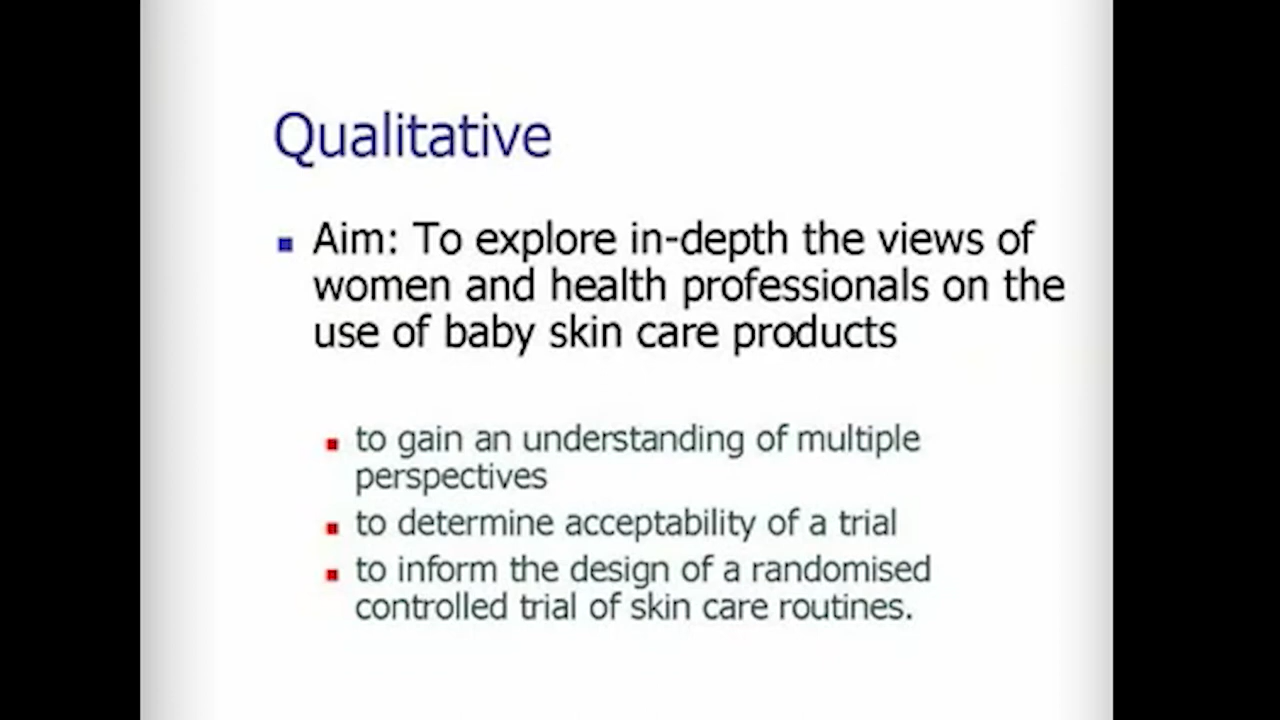 Qualitative
Aim: To explore in-depth the views of
women and health professionals on the
use of baby skin care products
to gain an understanding of multiple
perspectives
to determine acceptability of a trial
to inform the design of a randomised
controlled trial of skin care routines.